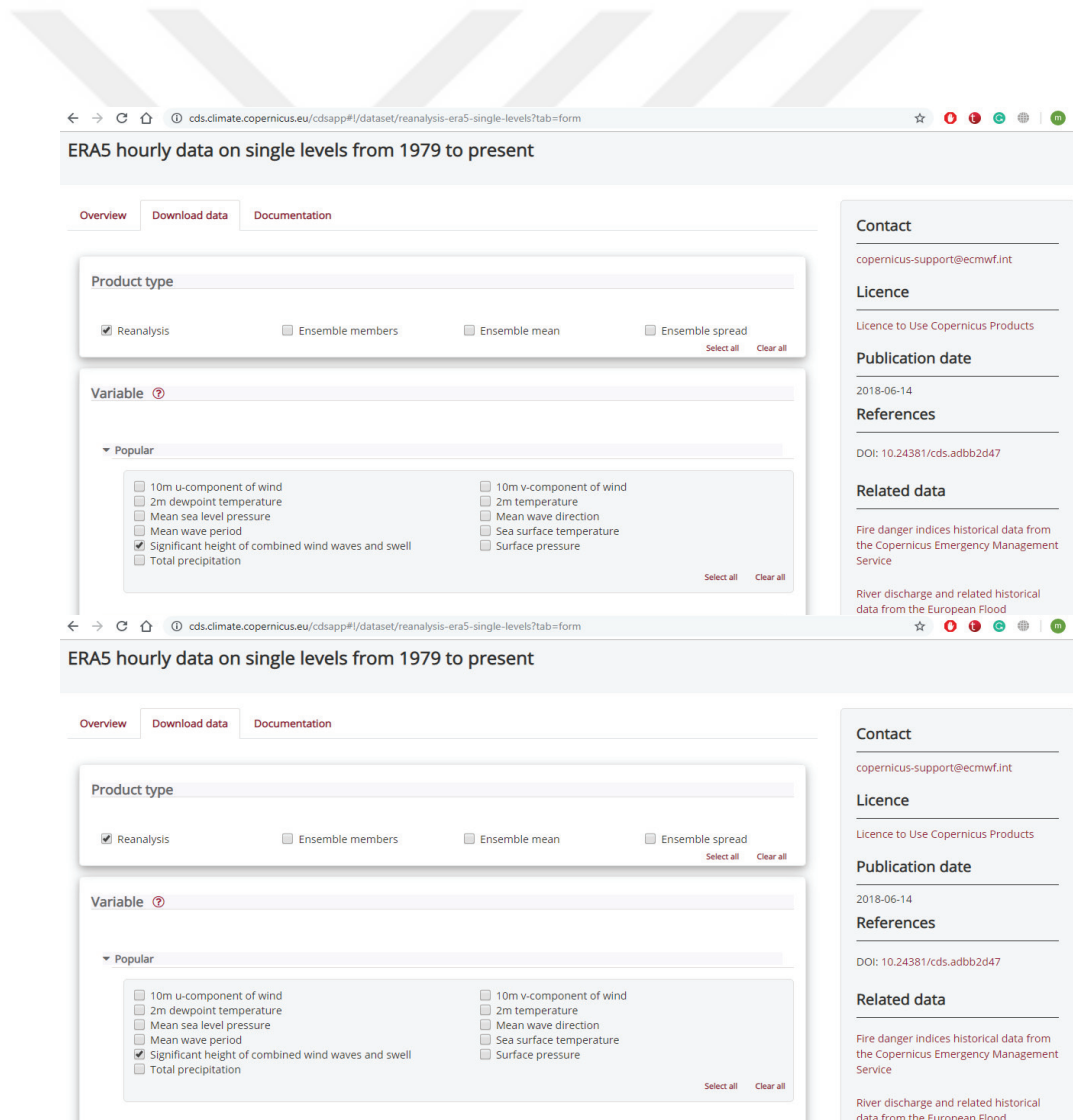 cds.climate.copernicus.eu/cdsapp#!/dataset/reanalysis-era5-single-levels?tab=form
m
ERA5 hourly data on single levels from 1979 to present
Overview Download data Documentation
Product type
Reanalysis Ensemble members Ensemble mean Ensemble spread
Select all Clear all
Variable ?
Popular
10m u-component of wind 10m v-component of wind
2m dewpoint temperature 2m temperature
Mean sea level pressure Mean wave direction
Mean wave period Sea surface temperature
Significant height of combined wind waves and swell Surface pressure
Total precipitation
Select all Clear all
Contact
copernicus-support@ecmwf.int
Licence
Licence to Use Copernicus Products
Publication date
2018-06-14
References
DOI: 10.24381/cds.adbb2d47
Related data
Fire danger indices historical data from
the Copernicus Emergency Management
Service
River discharge and related historical
data from the European Flood
cds.climate.copernicus.eu/cdsapp#!/dataset/reanalysis-era5-single-levels?tab=form
m
ERA5 hourly data on single levels from 1979 to present
Overview Download data Documentation
Product type
Reanalysis Ensemble members Ensemble mean Ensemble spread
Select all Clear all
Variable ?
Popular
10m u-component of wind 10m v-component of wind
2m dewpoint temperature 2m temperature
Mean sea level pressure Mean wave direction
Mean wave period Sea surface temperature
Significant height of combined wind waves and swell Surface pressure
Total precipitation
Select all Clear all
Contact
copernicus-support@ecmwf.int
Licence
Licence to Use Copernicus Products
Publication date
2018-06-14
References
DOI: 10.24381/cds.adbb2d47
Related data
Fire danger indices historical data from
the Copernicus Emergency Management
Service
River discharge and related historical
data from the European Flood